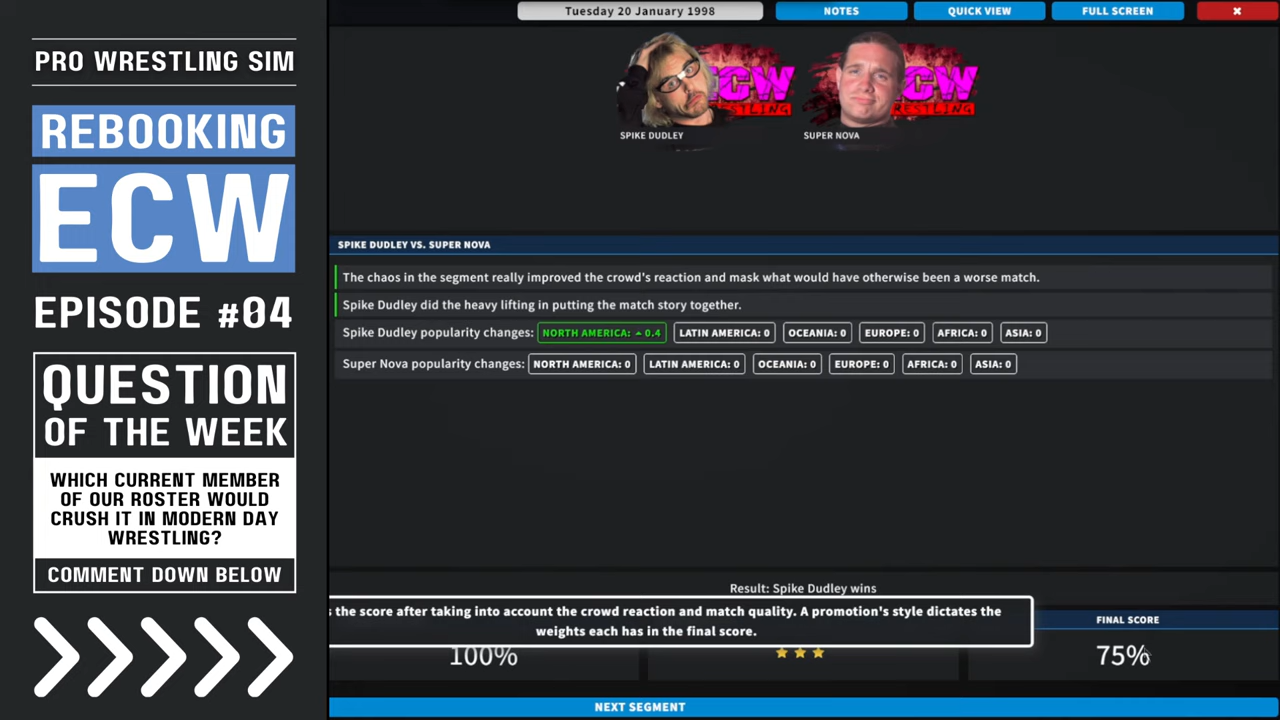 PRO WRESTLING SIM
REBOOKING
ECW
EPISODE #04
QUESTION
OF THE WEEK
WHICH CURRENT MEMBER
OF OUR ROSTER WOULD
CRUSH IT IN MODERN DAY
WRESTLING?
COMMENT DOWN BELOW
Tuesday 20 January 1998
NOTES
QUICK VIEW
FULL SCREEN
SPIKE DUDLEY
SUPER NOVA
SPIKE DUDLEY VS. SUPER NOVA
The chaos in the segment really improved the crowd's reaction and mask what would have otherwise been a worse match.
Spike Dudley did the heavy lifting in putting the match story together.
Spike Dudley popularity changes: NORTH AMERICA: 0.4 LATIN AMERICA: 0 OCEANIA: 0 EUROPE: 0 AFRICA: 0 ASIA: 0
Super Nova popularity changes: NORTH AMERICA: 0 LATIN AMERICA: 0 OCEANIA: 0 EUROPE: 0 AFRICA: 0 ASIA: 0
Result: Spike Dudley wins
s the score after taking into account the crowd reaction and match quality. A promotion's style dictates the
weights each has in the final score.
FINAL SCORE
100%
75%
NEXT SEGMENT